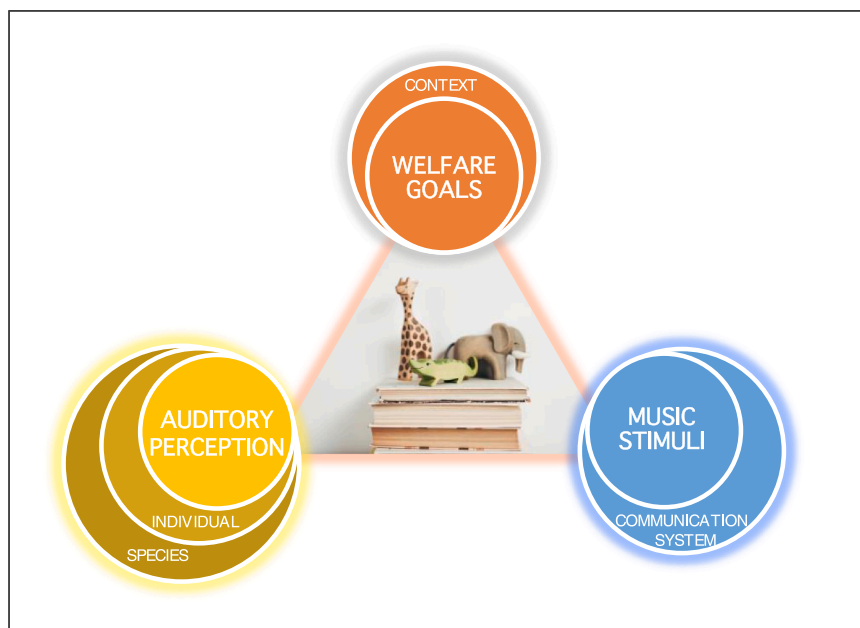 CONTEXT
WELFARE
GOALS
AUDITORY
PERCEPTION
INDIVIDUAL
SPECIES
MUSIC
STIMULI
COMMUNICATION
SYSTEM